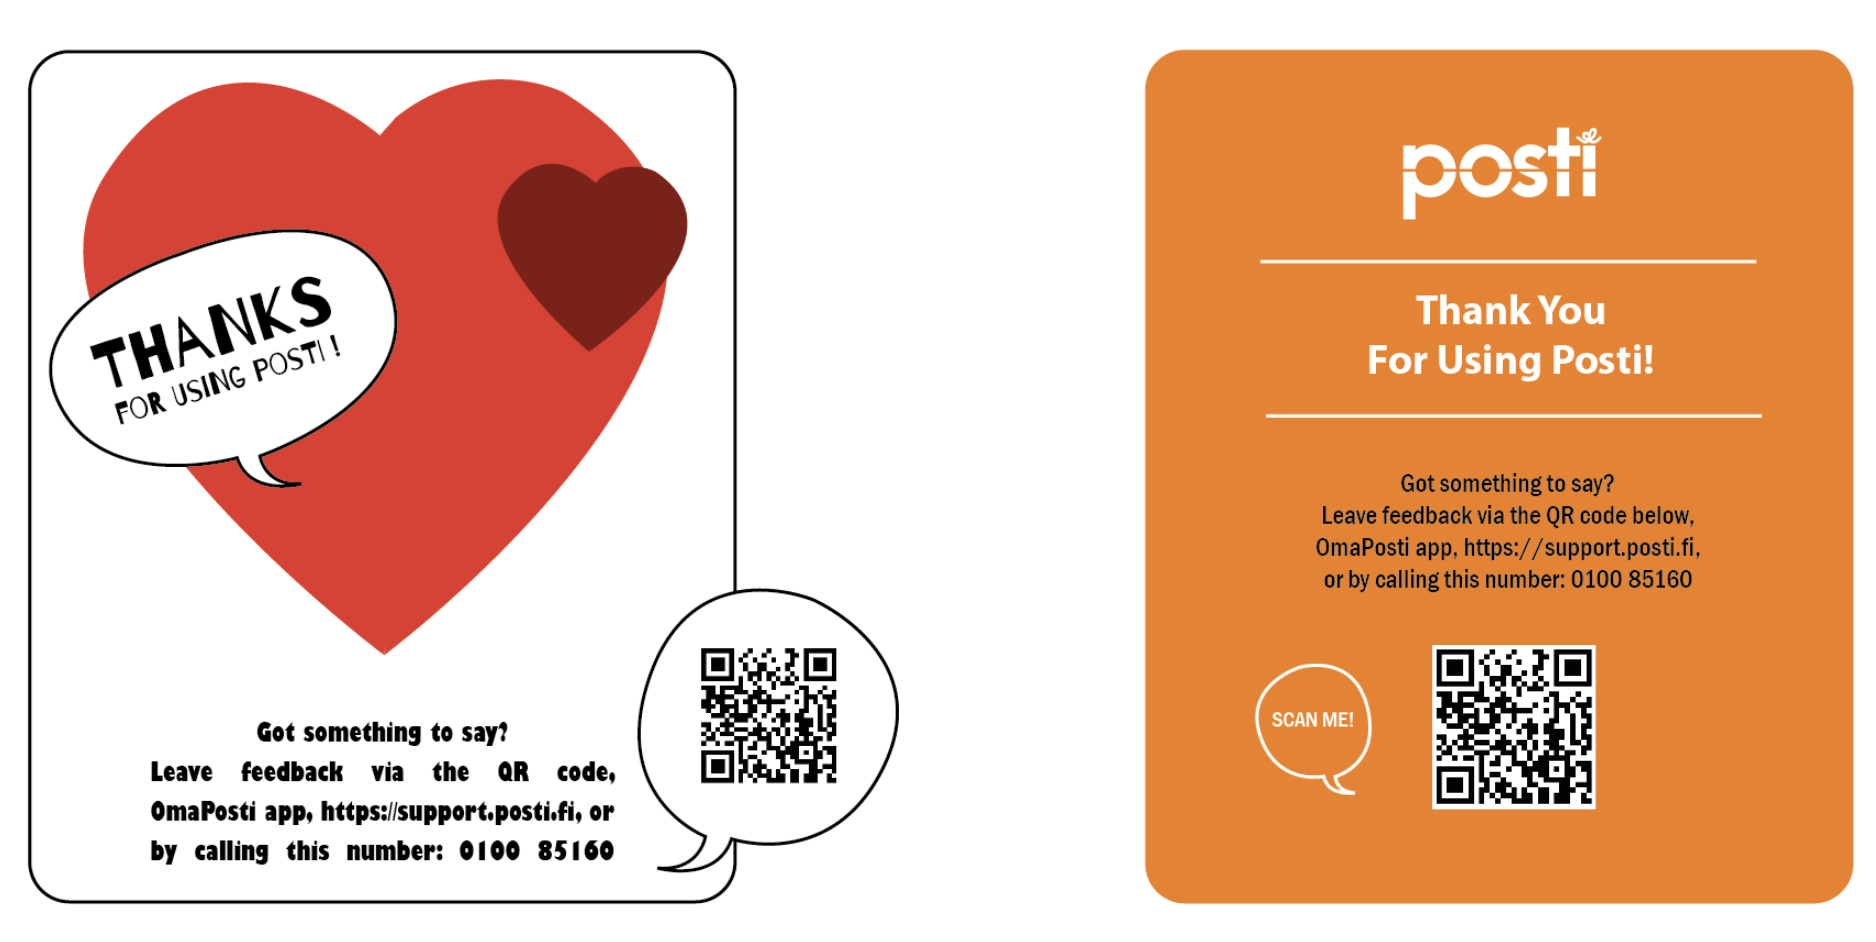 THANKS
FOR USING POSTI !
Got something to say?
Leave feedback via the QR code,
OmaPosti app, https://support.posti.fi, or
by calling this number: 0100 85160
posti
Thank You
For Using Posti!
Got something to say?
Leave feedback via the QR code below,
OmaPosti app, https://support.posti.fi,
or by calling this number: 0100 85160
SCAN ME!